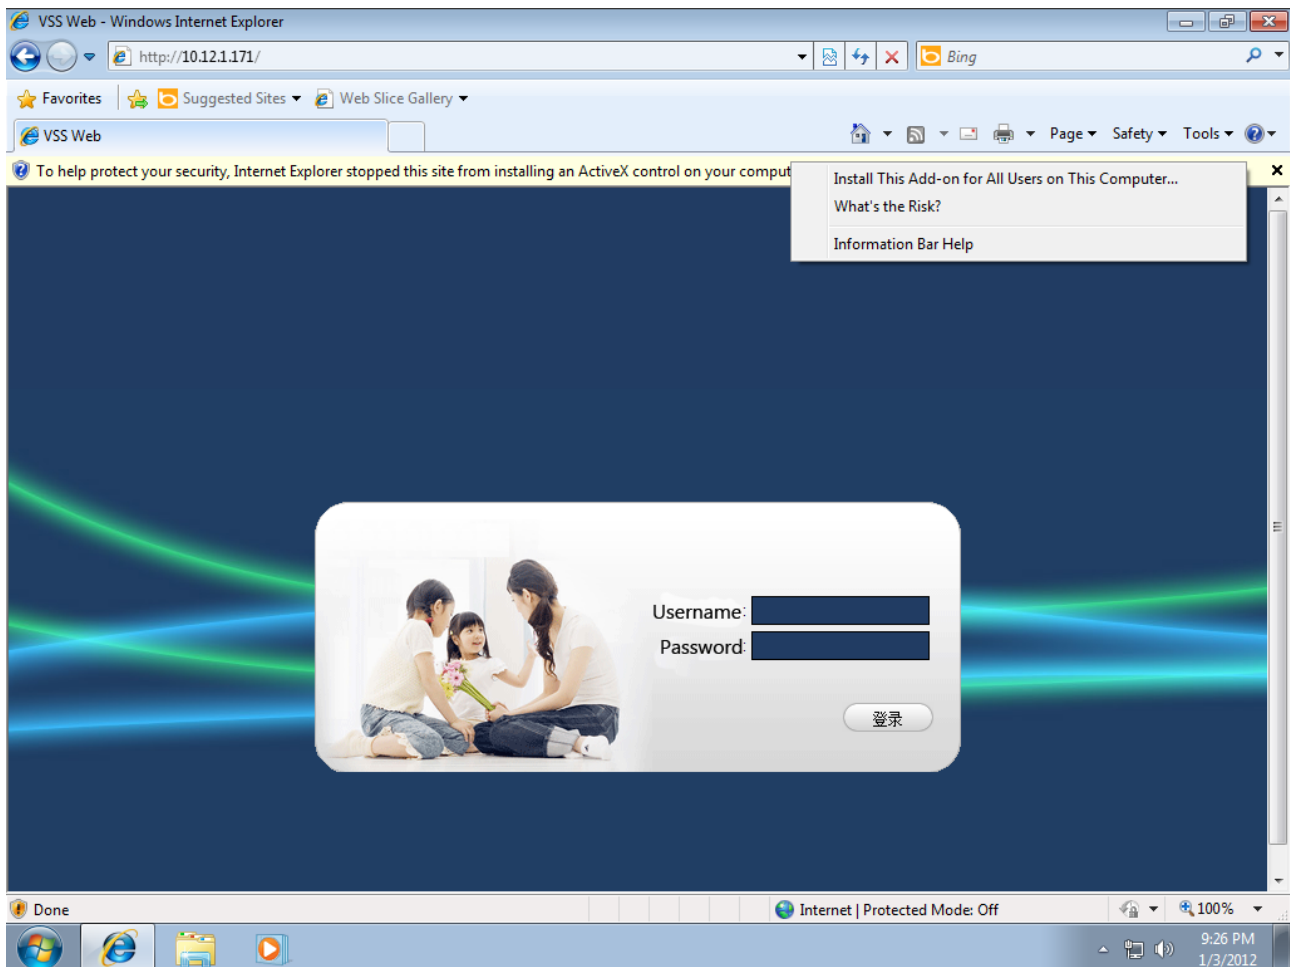 VSS Web - Windows Internet Explorer
http://10.12.1.171/
Bing
Favorites
Suggested Sites
Web Slice Gallery
VSS Web
Page
Safety
Tools
To help protect your security, Internet Explorer stopped this site from installing an ActiveX control on your comput
Install This Add-on for All Users on This Computer...
What's the Risk?
Information Bar Help
Username:
Password:
登录
Done
Internet | Protected Mode: Off
100%
9:26 PM
1/3/2012